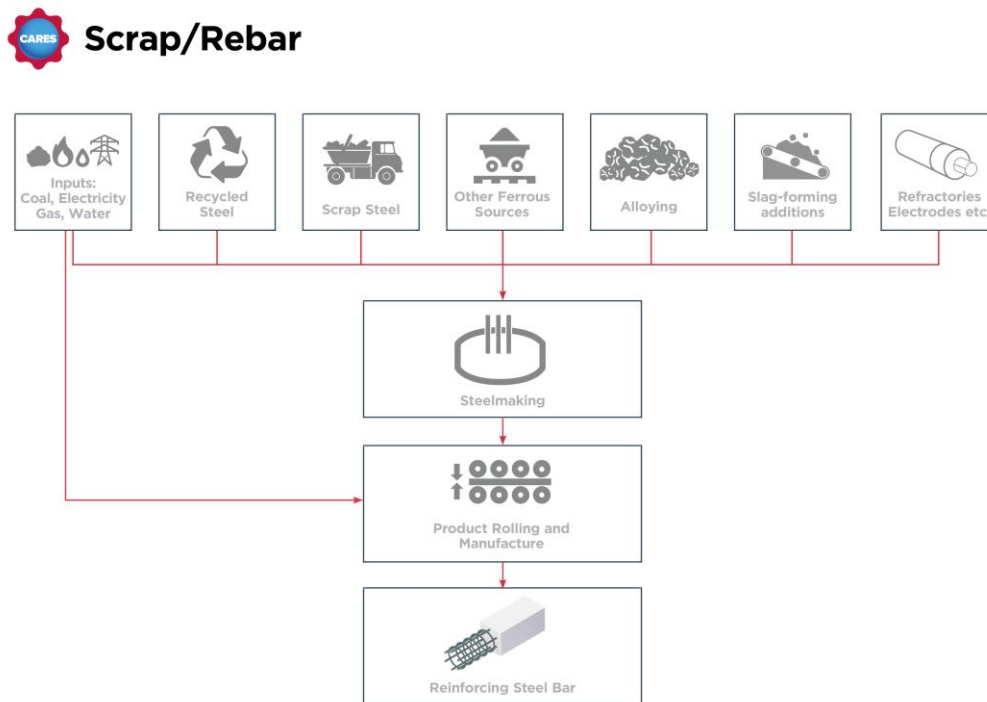 CARES
Scrap/Rebar
Inputs:
Coal, Electricity
Gas, Water
Recycled
Steel
Scrap Steel
Other Ferrous
Sources
Alloying
Slag-forming
additions
Refractories
Electrodes etc
Steelmaking
Product Rolling and
Manufacture
Reinforcing Steel Bar